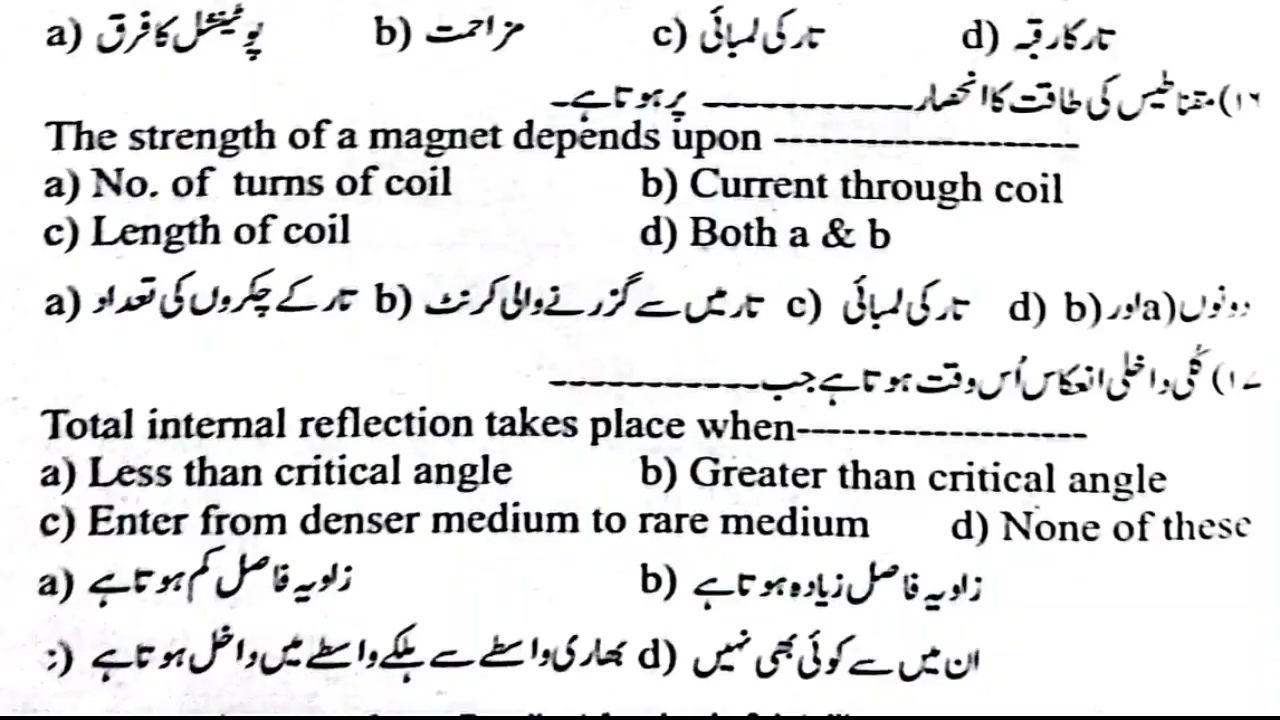 a) پوٹینشل کا فرق b) مزاحمت c) تار کی لمبائی d) تار کا رقبہ
۱۶) مقناطیس کی طاقت کا انحصار ---------------- پر ہوتا ہے۔
The strength of a magnet depends upon -------------------
a) No. of turns of coil b) Current through coil
c) Length of coil d) Both a & b
a) تار کے چکروں کی تعداد b) تار میں سے گزرنے والی کرنٹ c) تار کی لمبائی d) دونوں (a اور (b
۱۷) کُلی داخلی انعکاس اُس وقت ہوتا ہے جب ----------------
Total internal reflection takes place when-------------------
a) Less than critical angle b) Greater than critical angle
c) Enter from denser medium to rare medium d) None of these
a) زاویہ فاصل کم ہوتا ہے b) زاویہ فاصل زیادہ ہوتا ہے
بھاری واسطے سے ہلکے واسطے میں داخل ہوتا ہے d) ان میں سے کوئی بھی نہیں